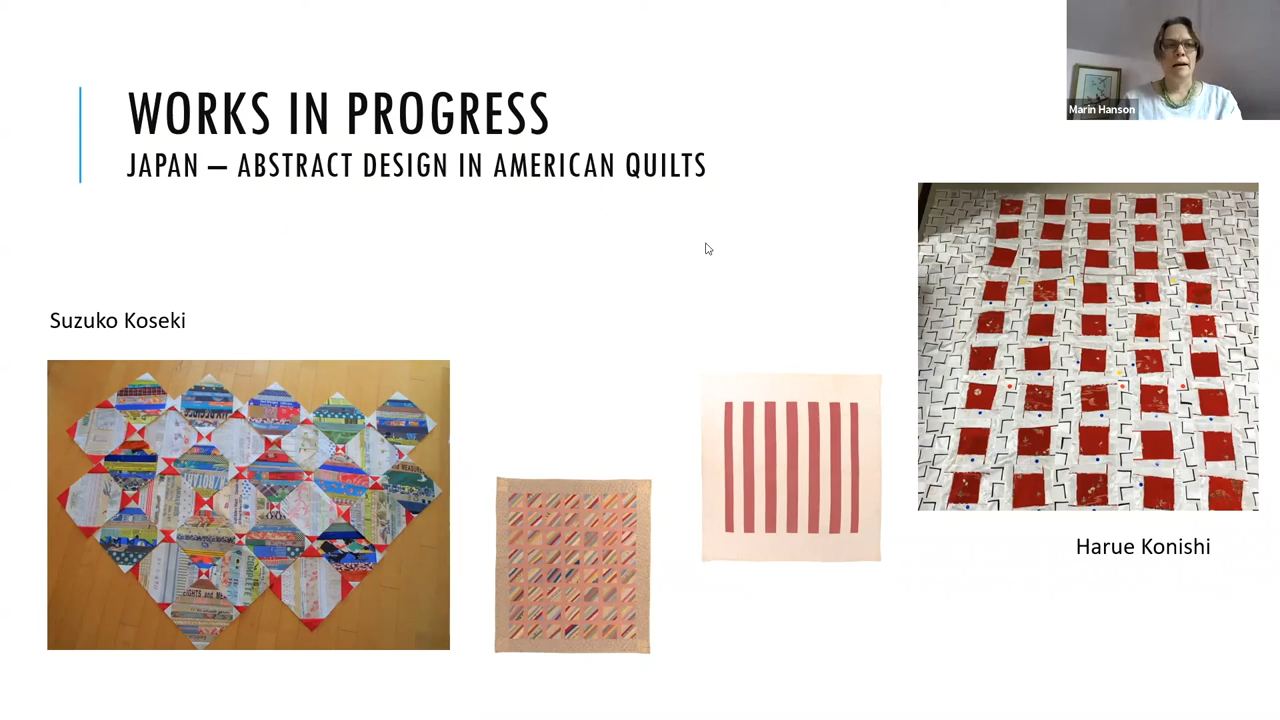 WORKS IN PROGRESS
JAPAN – ABSTRACT DESIGN IN AMERICAN QUILTS
Marin Hanson
Suzuko Koseki
Harue Konishi